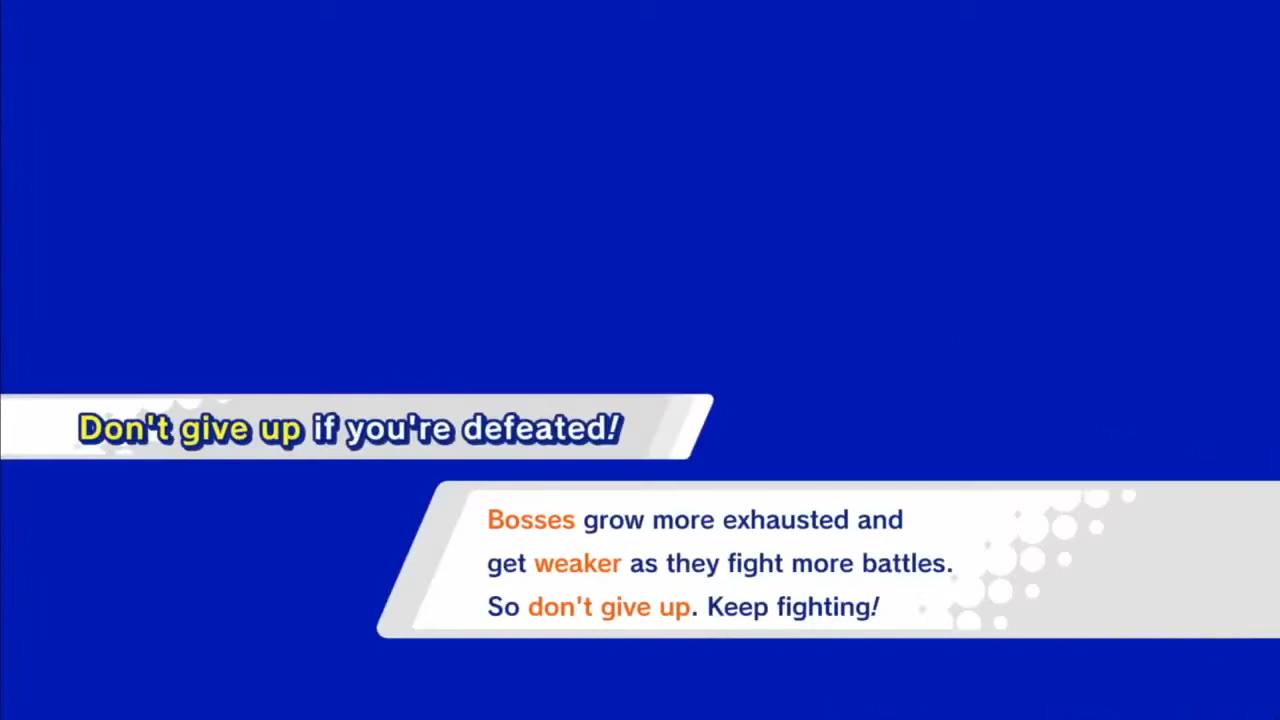 Don't give up if you're defeated!
Bosses grow more exhausted and
get weaker as they fight more battles.
So don't give up. Keep fighting!